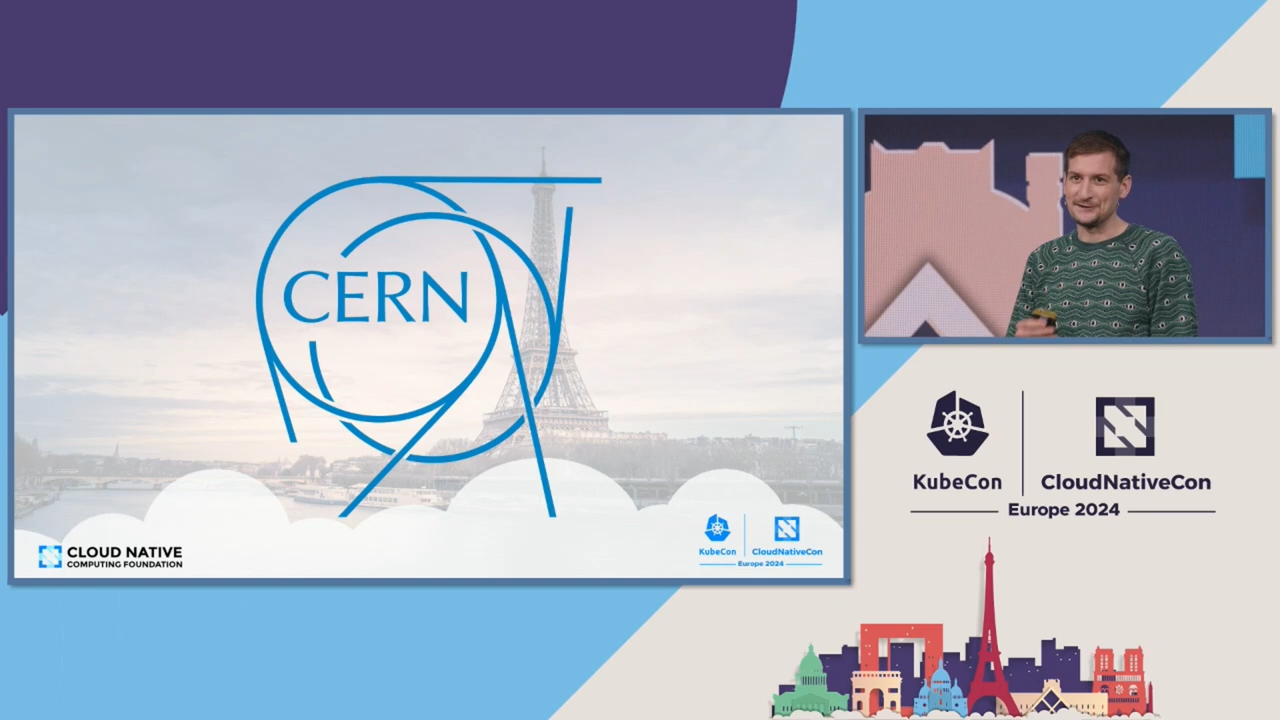 CERN
CLOUD NATIVE
COMPUTING FOUNDATION
KubeCon
CloudNativeCon
Europe 2024
KubeCon
CloudNativeCon
Europe 2024